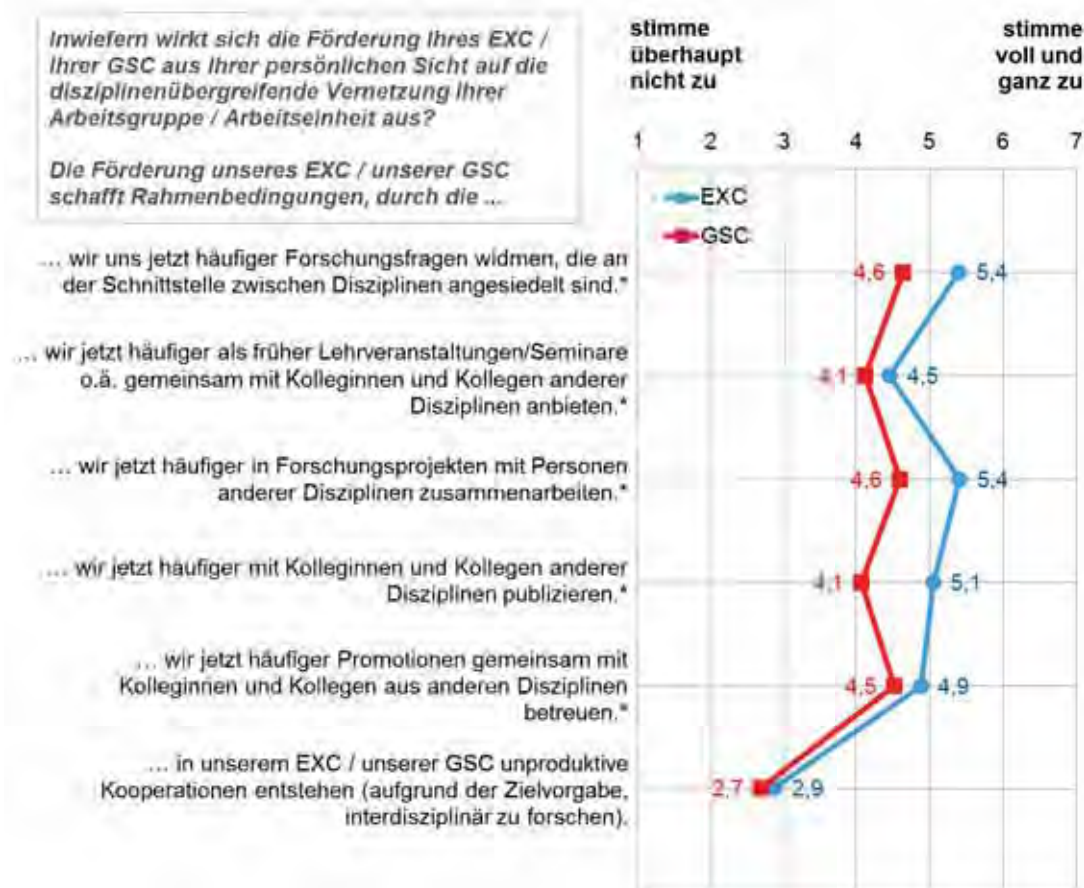 Inwiefern wirkt sich die Förderung Ihres EXC /
Ihrer GSC aus Ihrer persönlichen Sicht auf die
disziplinenübergreifende Vernetzung Ihrer
Arbeitsgruppe / Arbeitseinheit aus?
Die Förderung unseres EXC / unserer GSC
schafft Rahmenbedingungen, durch die ...
stimme
überhaupt
nicht zu
stimme
voll und
ganz zu
1 2 3 4 5 6 7
EXC
GSC
... wir uns jetzt häufiger Forschungsfragen widmen, die an
der Schnittstelle zwischen Disziplinen angesiedelt sind.*
4,6 5,4
... wir jetzt häufiger als früher Lehrveranstaltungen/Seminare
o.ä. gemeinsam mit Kolleginnen und Kollegen anderer
Disziplinen anbieten.*
4,1 4,5
... wir jetzt häufiger in Forschungsprojekten mit Personen
anderer Disziplinen zusammenarbeiten.*
4,6 5,4
... wir jetzt häufiger mit Kolleginnen und Kollegen anderer
Disziplinen publizieren.*
4,1 5,1
... wir jetzt häufiger Promotionen gemeinsam mit
Kolleginnen und Kollegen aus anderen Disziplinen
betreuen.*
4,5 4,9
... in unserem EXC / unserer GSC unproduktive
Kooperationen entstehen (aufgrund der Zielvorgabe,
interdisziplinär zu forschen).
2,7 2,9